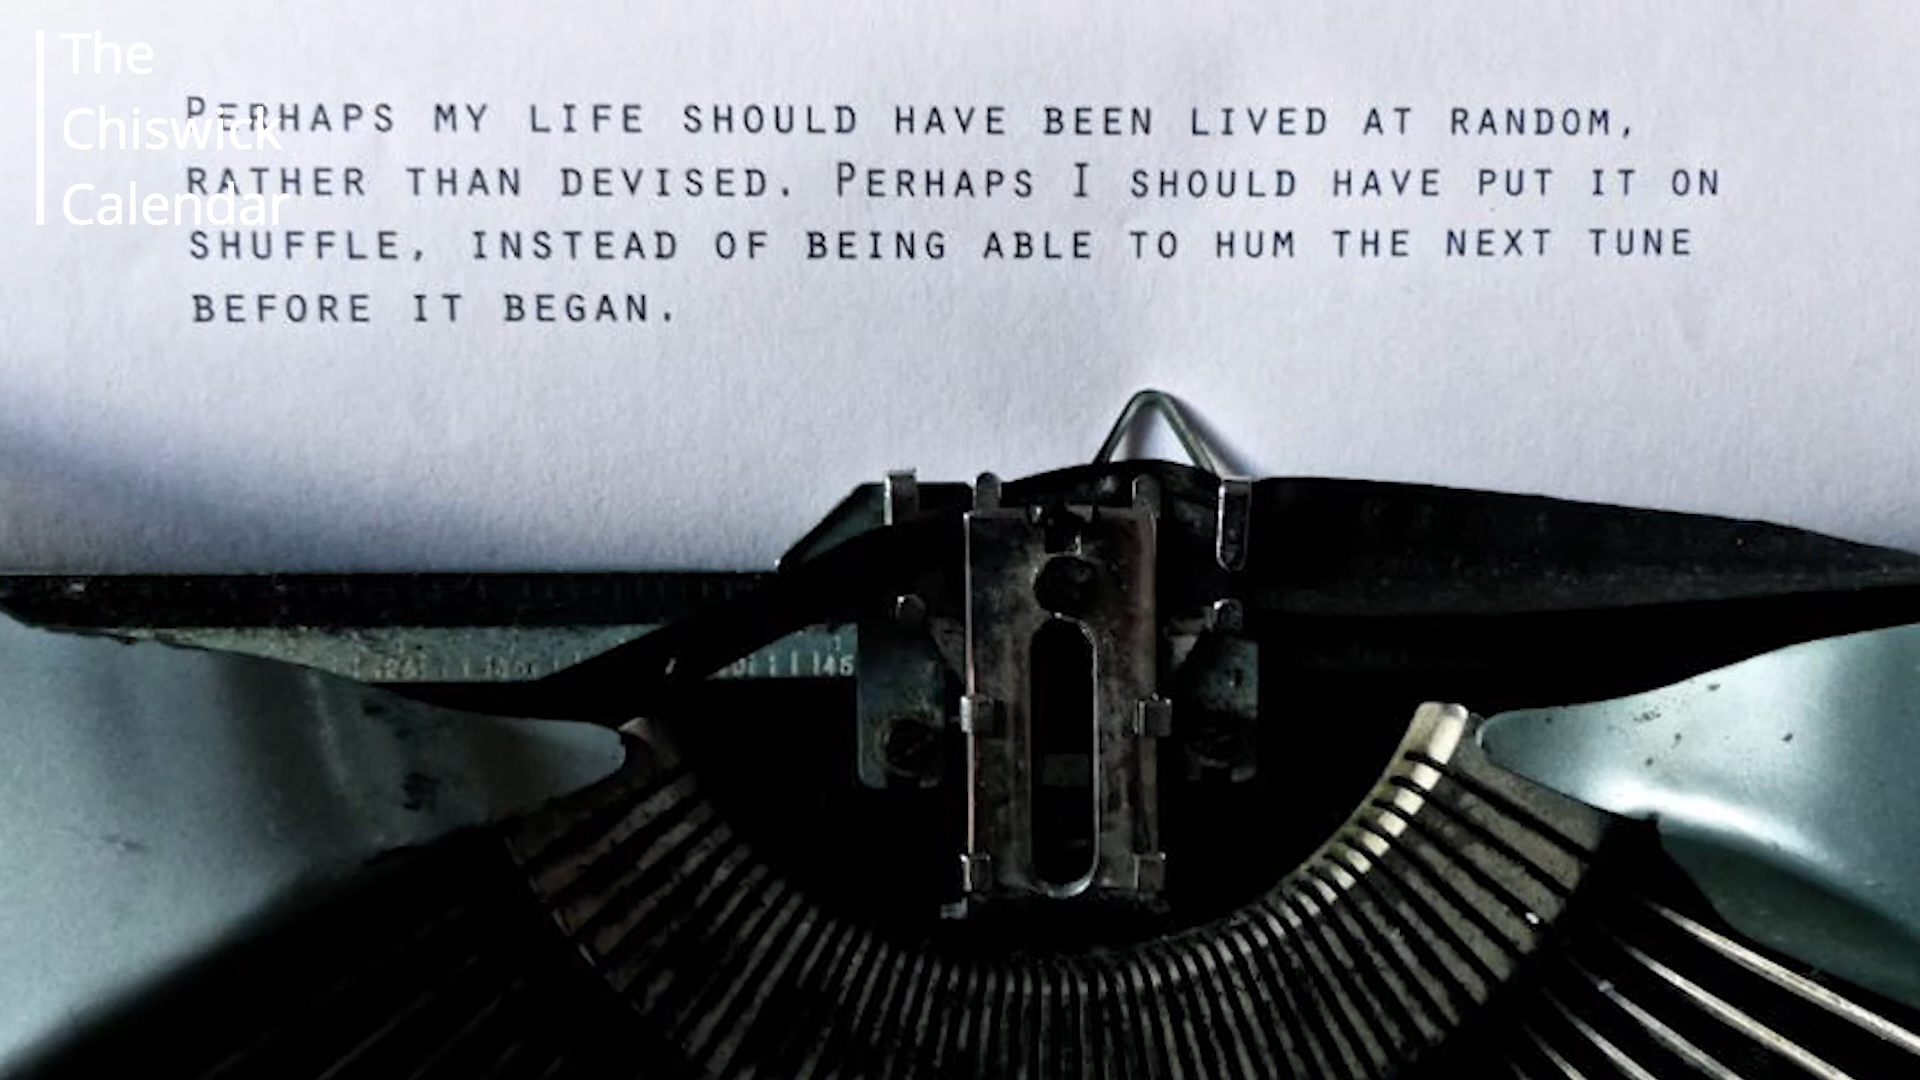 The
Chiswick
Calendar
PERHAPS MY LIFE SHOULD HAVE BEEN LIVED AT RANDOM,
RATHER THAN DEVISED. PERHAPS I SHOULD HAVE PUT IT ON
SHUFFLE, INSTEAD OF BEING ABLE TO HUM THE NEXT TUNE
BEFORE IT BEGAN.